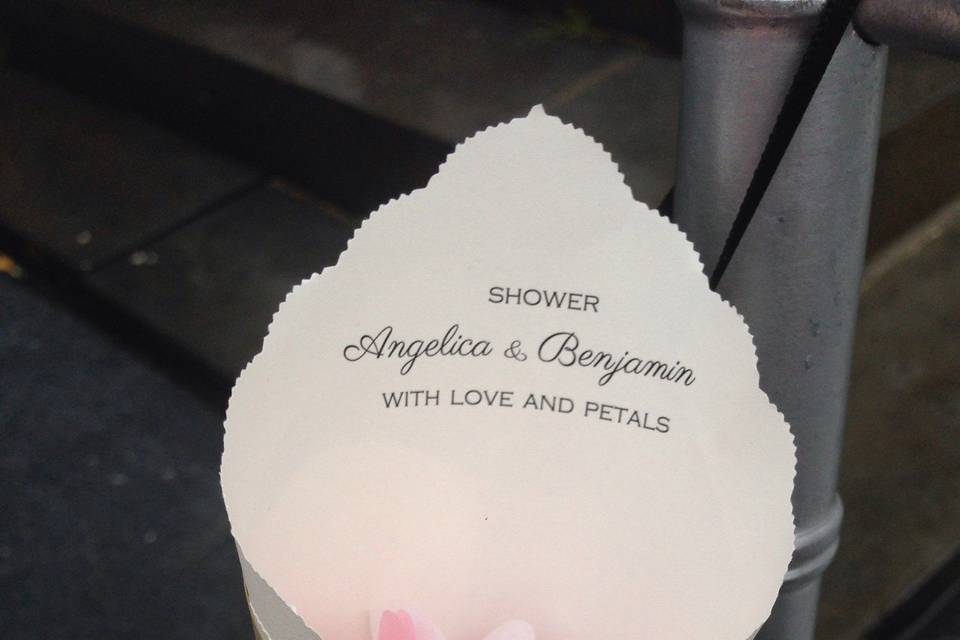 SHOWER
Angelica & Benjamin
WITH LOVE AND PETALS